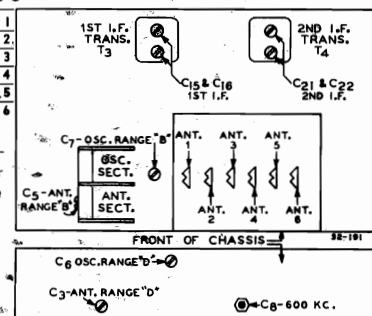 1
2.
3
4
5
6
1ST I.F.
TRANS.
T3
2ND I.F.
TRANS.
T4
C15 & C16
1ST I.F.
C21 & C22
2ND I.F.
C7-OSC. RANGE "B"
OSC.
SECT.
C5-ANT.
RANGE "B"
ANT.
SECT.
ANT.
1
ANT.
3
ANT.
5
ANT.
2
ANT.
4
ANT.
6
FRONT OF CHASSIS
32-191
C6 OSC. RANGE "D"
C3-ANT. RANGE "D"
C8-600 KC.